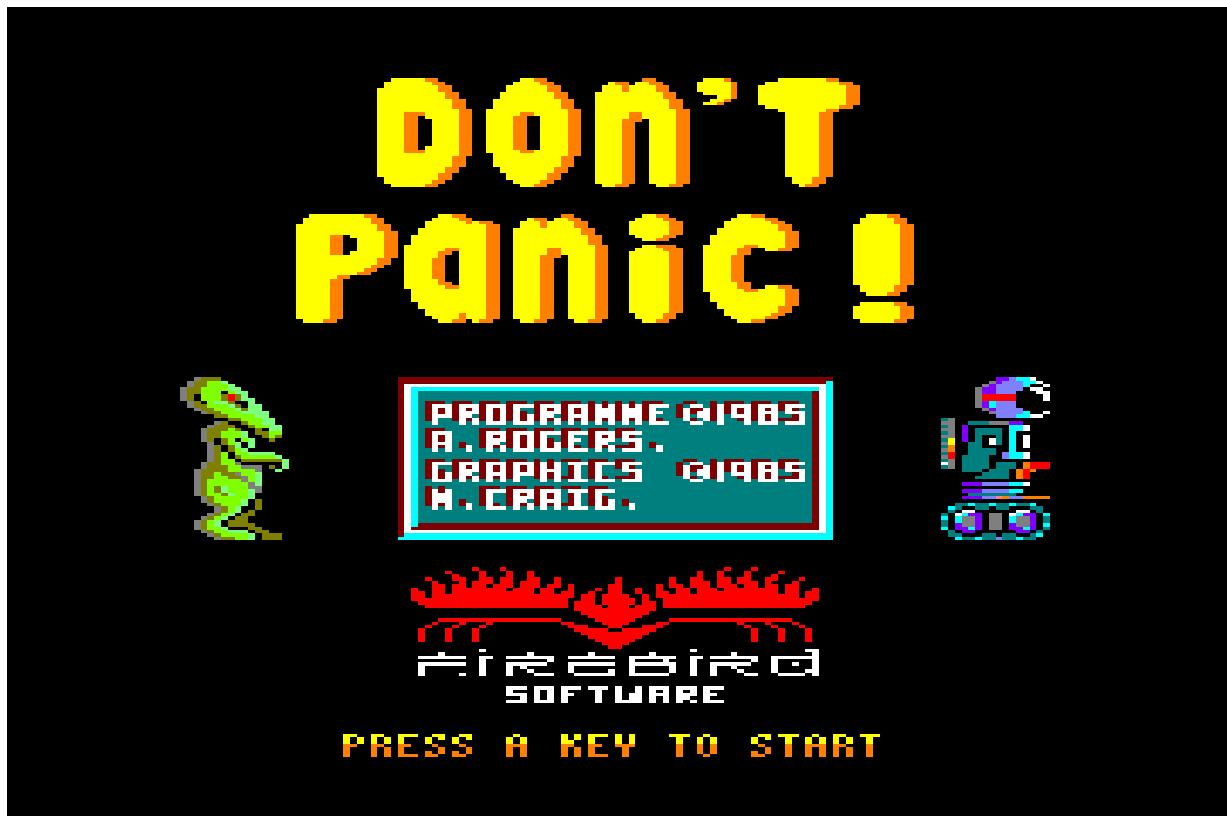 DON'T
PANIC!
PROGRAMME ©1985
A.ROGERS.
GRAPHICS ©1985
M.CRAIG.
FIREBIRD
SOFTWARE
PRESS A KEY TO START